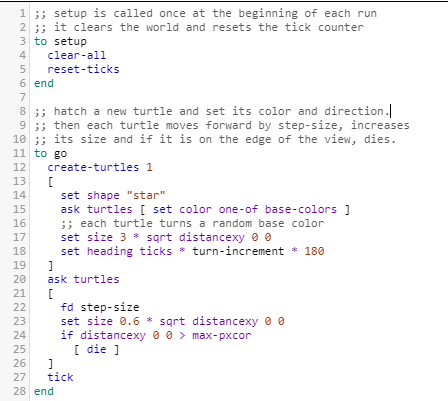 1 ;; setup is called once at the beginning of each run
2 ;; it clears the world and resets the tick counter
3 to setup
4   clear-all
5   reset-ticks
6 end
7
8 ;; hatch a new turtle and set its color and direction.
9 ;; then each turtle moves forward by step-size, increases
10 ;; its size and if it is on the edge of the view, dies.
11 to go
12   create-turtles 1
13   [
14     set shape "star"
15     ask turtles [ set color one-of base-colors ]
16     ;; each turtle turns a random base color
17     set size 3 * sqrt distancexy 0 0
18     set heading ticks * turn-increment * 180
19   ]
20   ask turtles
21   [
22     fd step-size
23     set size 0.6 * sqrt distancexy 0 0
24     if distancexy 0 0 > max-pxcor
25       [ die ]
26   ]
27   tick
28 end